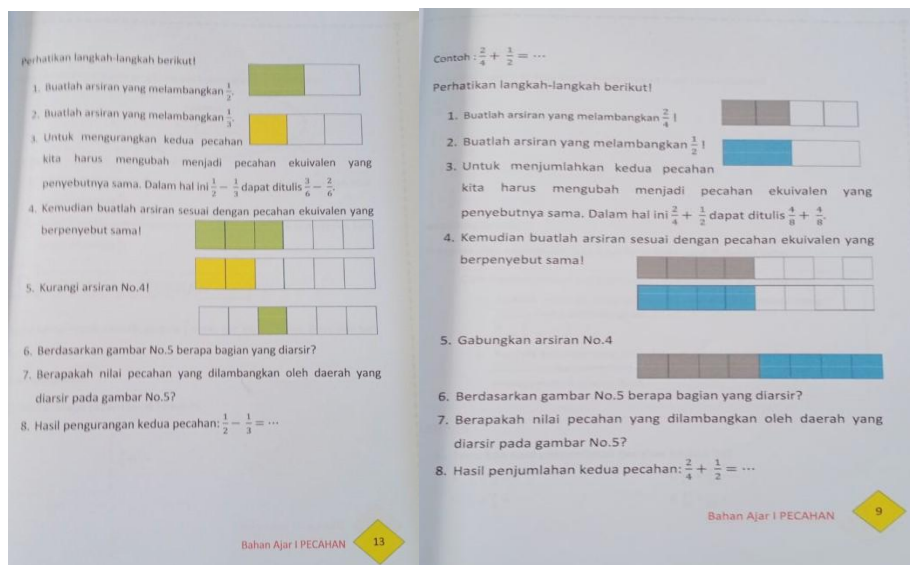 Perhatikan langkah-langkah berikut!
1. Buatlah arsiran yang melambangkan 1/2.
2. Buatlah arsiran yang melambangkan 1/3.
3. Untuk mengurangkan kedua pecahan
kita harus mengubah menjadi pecahan ekuivalen yang
penyebutnya sama. Dalam hal ini 1/2 − 1/3 dapat ditulis 3/6 − 2/6.
4. Kemudian buatlah arsiran sesuai dengan pecahan ekuivalen yang
berpenyebut sama!
5. Kurangi arsiran No.4!
6. Berdasarkan gambar No.5 berapa bagian yang diarsir?
7. Berapakah nilai pecahan yang dilambangkan oleh daerah yang
diarsir pada gambar No.5?
8. Hasil pengurangan kedua pecahan: 1/2 − 1/3 = ⋯
Bahan Ajar I PECAHAN
13
Contoh : 2/4 + 1/2 = ⋯
Perhatikan langkah-langkah berikut!
1. Buatlah arsiran yang melambangkan 2/4 !
2. Buatlah arsiran yang melambangkan 1/2 !
3. Untuk menjumlahkan kedua pecahan
kita harus mengubah menjadi pecahan ekuivalen yang
penyebutnya sama. Dalam hal ini 2/4 + 1/2 dapat ditulis 4/8 + 4/8.
4. Kemudian buatlah arsiran sesuai dengan pecahan ekuivalen yang
berpenyebut sama!
5. Gabungkan arsiran No.4
6. Berdasarkan gambar No.5 berapa bagian yang diarsir?
7. Berapakah nilai pecahan yang dilambangkan oleh daerah yang
diarsir pada gambar No.5?
8. Hasil penjumlahan kedua pecahan: 2/4 + 1/2 = ⋯
Bahan Ajar I PECAHAN
9